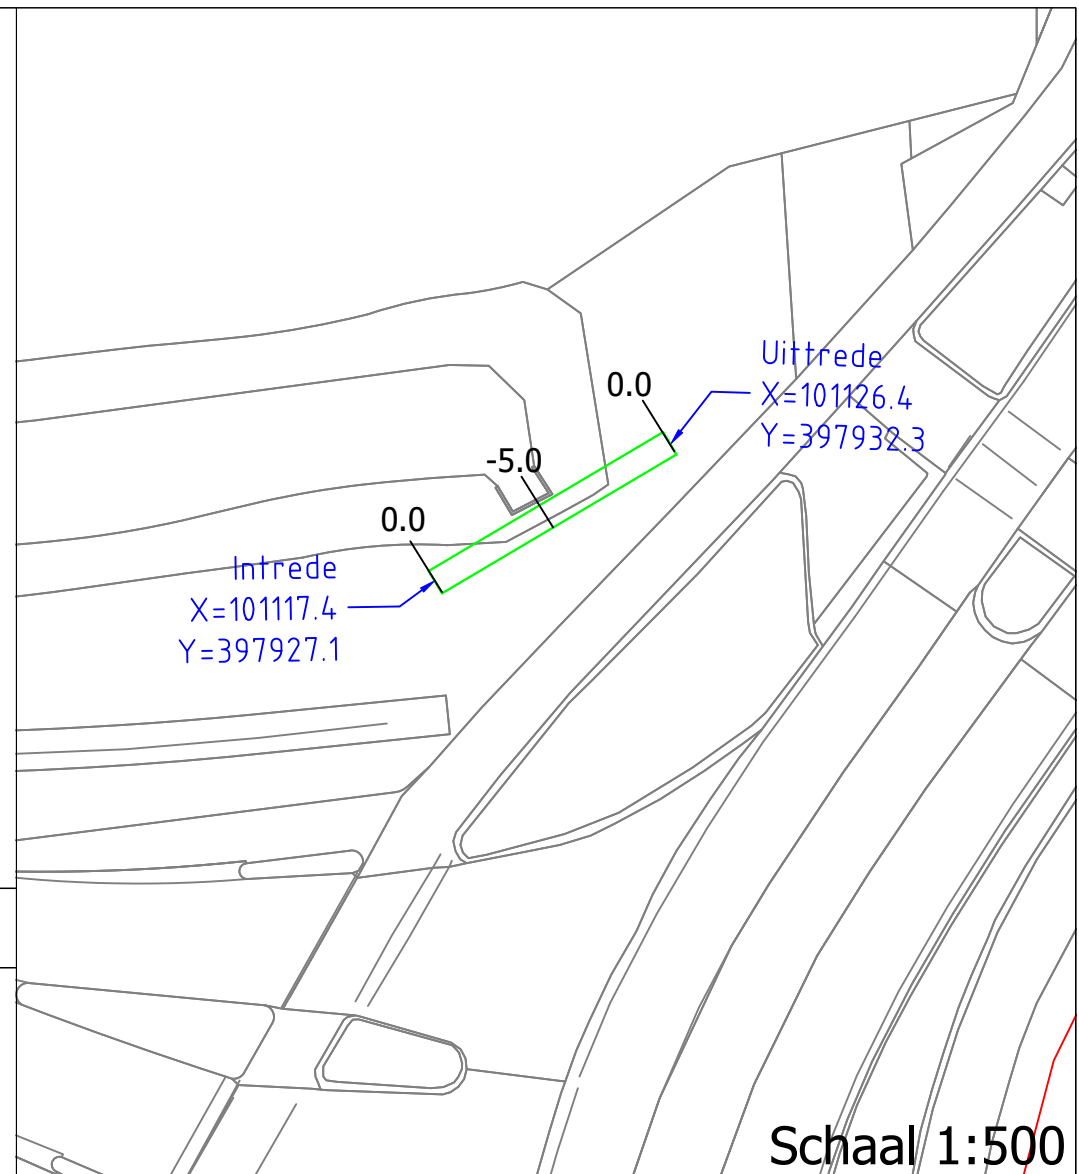 Uittrede
X=101126.4
Y=397932.3
0.0
-5.0
0.0
Intrede
X=101117.4
Y=397927.1
Schaal 1:500